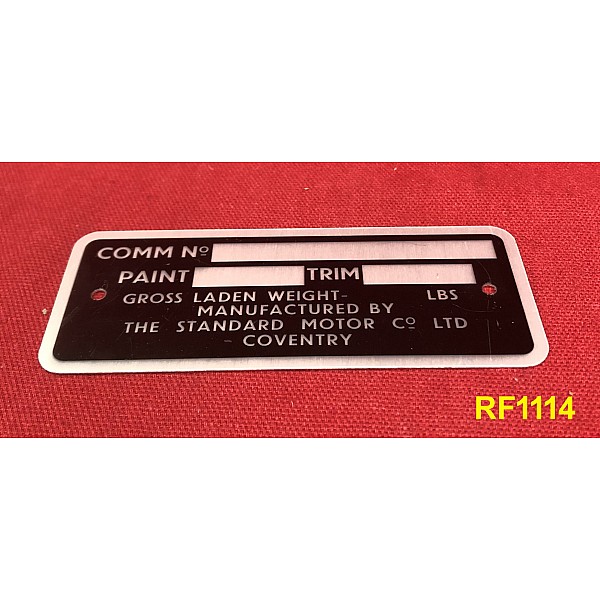 COMM Nº
PAINT TRIM
GROSS LADEN WEIGHT- LBS
MANUFACTURED BY
THE STANDARD MOTOR Cº LTD
COVENTRY
RF1114